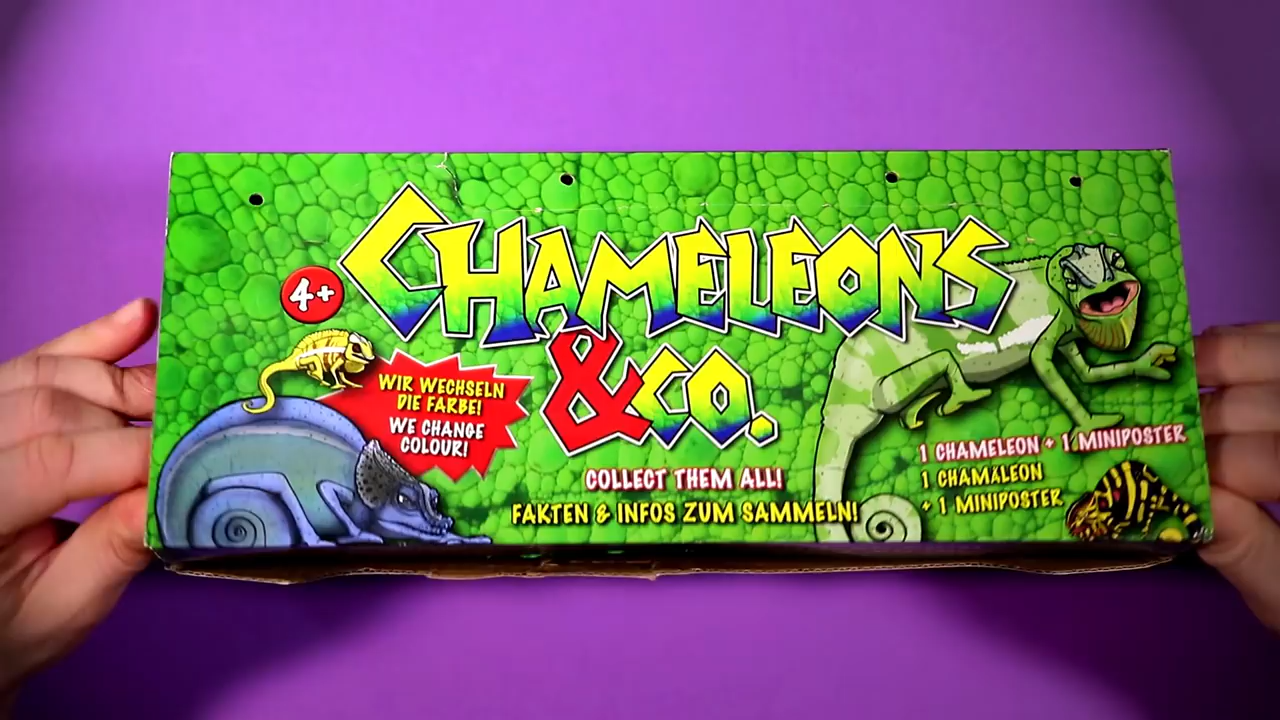 CHAMELEONS
& CO.
4+
WIR WECHSELN
DIE FARBE!
WE CHANGE
COLOUR!
COLLECT THEM ALL!
FAKTEN & INFOS ZUM SAMMELN!
1 CHAMELEON + 1 MINIPOSTER
1 CHAMÄLEON
+ 1 MINIPOSTER